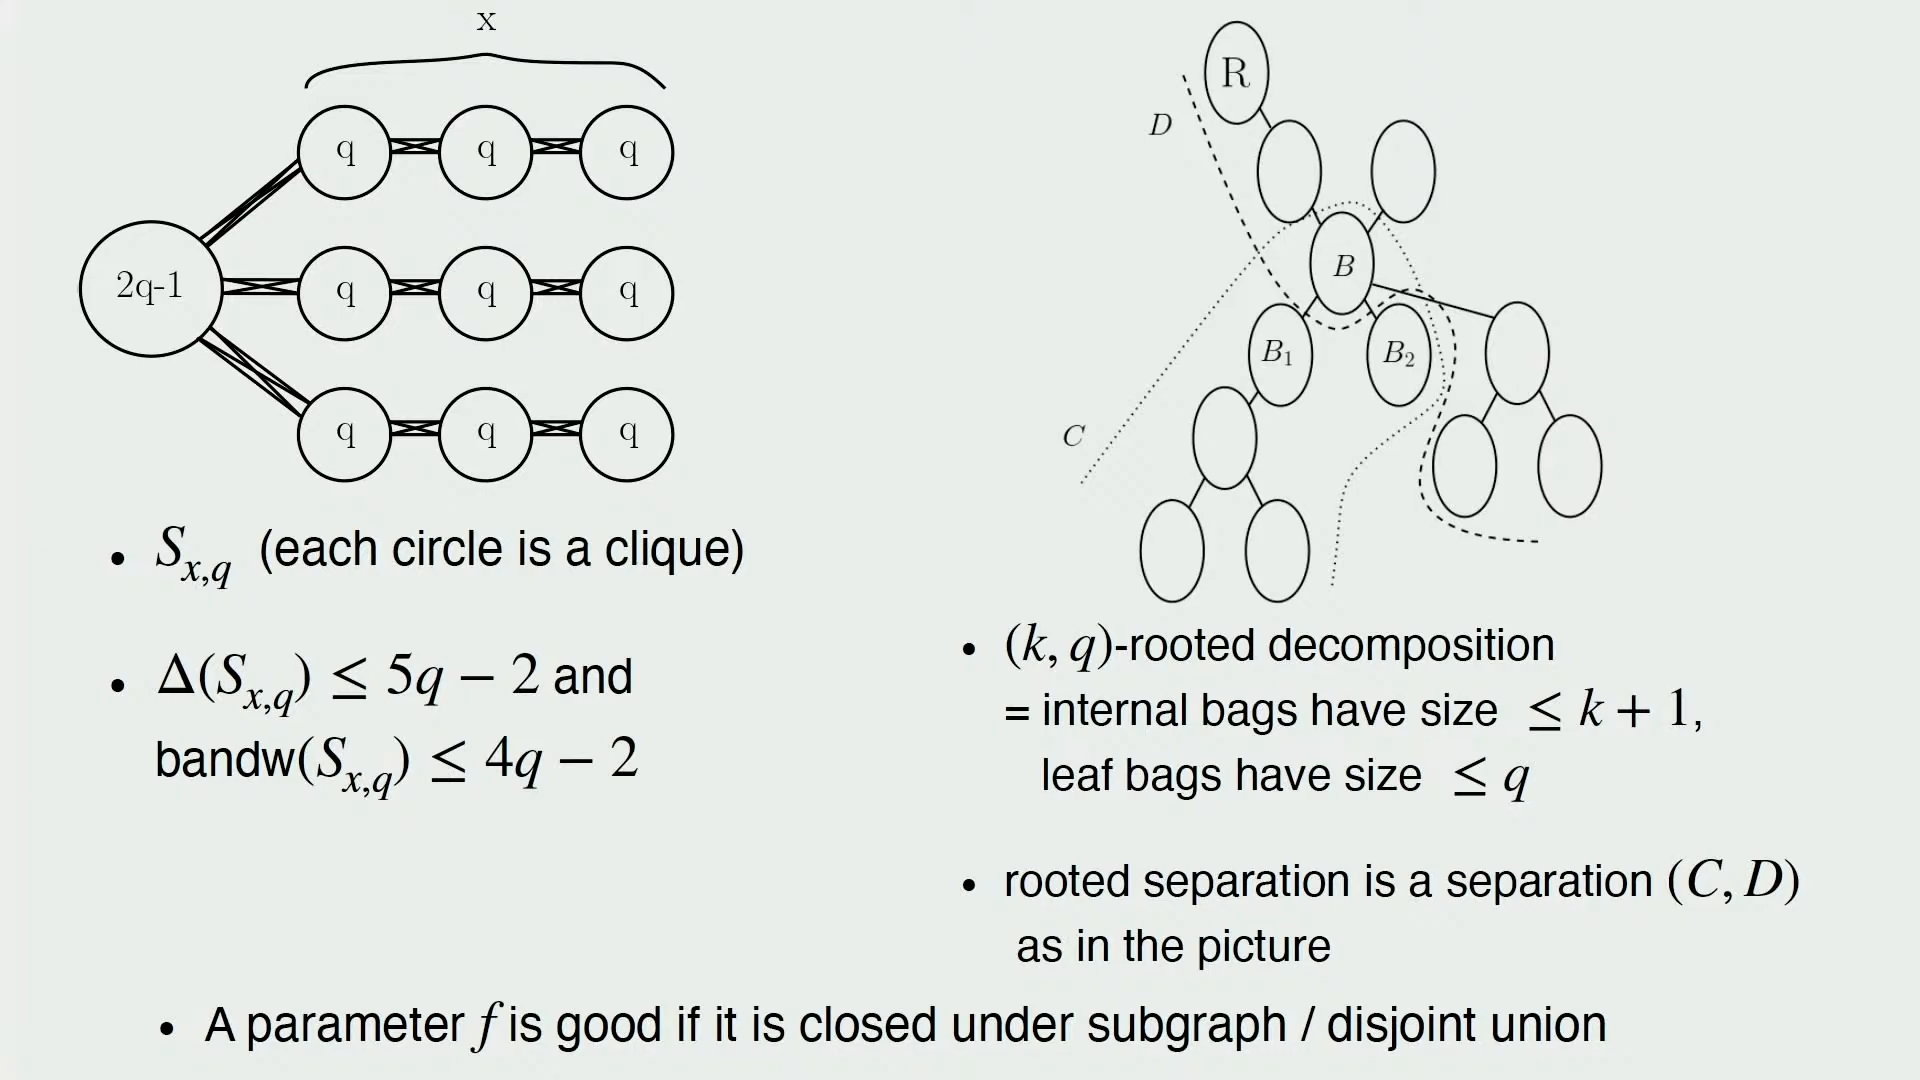 x
q q q
2q-1
q q q
q q q
• S_{x,q} (each circle is a clique)
• Δ(S_{x,q}) ≤ 5q − 2 and
bandw(S_{x,q}) ≤ 4q − 2
R
D
B
B₁ B₂
C
• (k, q)-rooted decomposition
= internal bags have size ≤ k + 1,
leaf bags have size ≤ q
• rooted separation is a separation (C, D)
as in the picture
• A parameter f is good if it is closed under subgraph / disjoint union